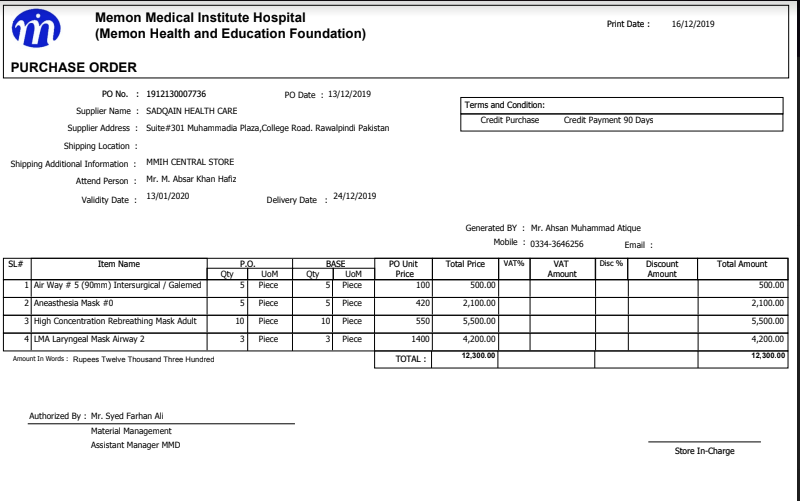 Memon Medical Institute Hospital
(Memon Health and Education Foundation)
Print Date : 16/12/2019
PURCHASE ORDER
PO No. : 1912130007736 PO Date : 13/12/2019
Supplier Name : SADQAIN HEALTH CARE
Terms and Condition:
Credit Purchase Credit Payment 90 Days
Supplier Address : Suite#301 Muhammadia Plaza,College Road. Rawalpindi Pakistan
Shipping Location :
Shipping Additional Information : MMIH CENTRAL STORE
Attend Person : Mr. M. Absar Khan Hafiz
Validity Date : 13/01/2020 Delivery Date : 24/12/2019
Generated BY : Mr. Ahsan Muhammad Atique
Mobile : 0334-3646256 Email :
SL# Item Name P.O. BASE PO Unit Price Total Price VAT% VAT Amount Disc % Discount Amount Total Amount
Qty UoM Qty UoM
1 Air Way # 5 (90mm) Intersurgical / Galemed 5 Piece 5 Piece 100 500.00 500.00
2 Aneasthesia Mask #0 5 Piece 5 Piece 420 2,100.00 2,100.00
3 High Concentration Rebreathing Mask Adult 10 Piece 10 Piece 550 5,500.00 5,500.00
4 LMA Laryngeal Mask Airway 2 3 Piece 3 Piece 1400 4,200.00 4,200.00
Amount In Words : Rupees Twelve Thousand Three Hundred TOTAL : 12,300.00 12,300.00
Authorized By : Mr. Syed Farhan Ali
Material Management
Assistant Manager MMD
Store In-Charge